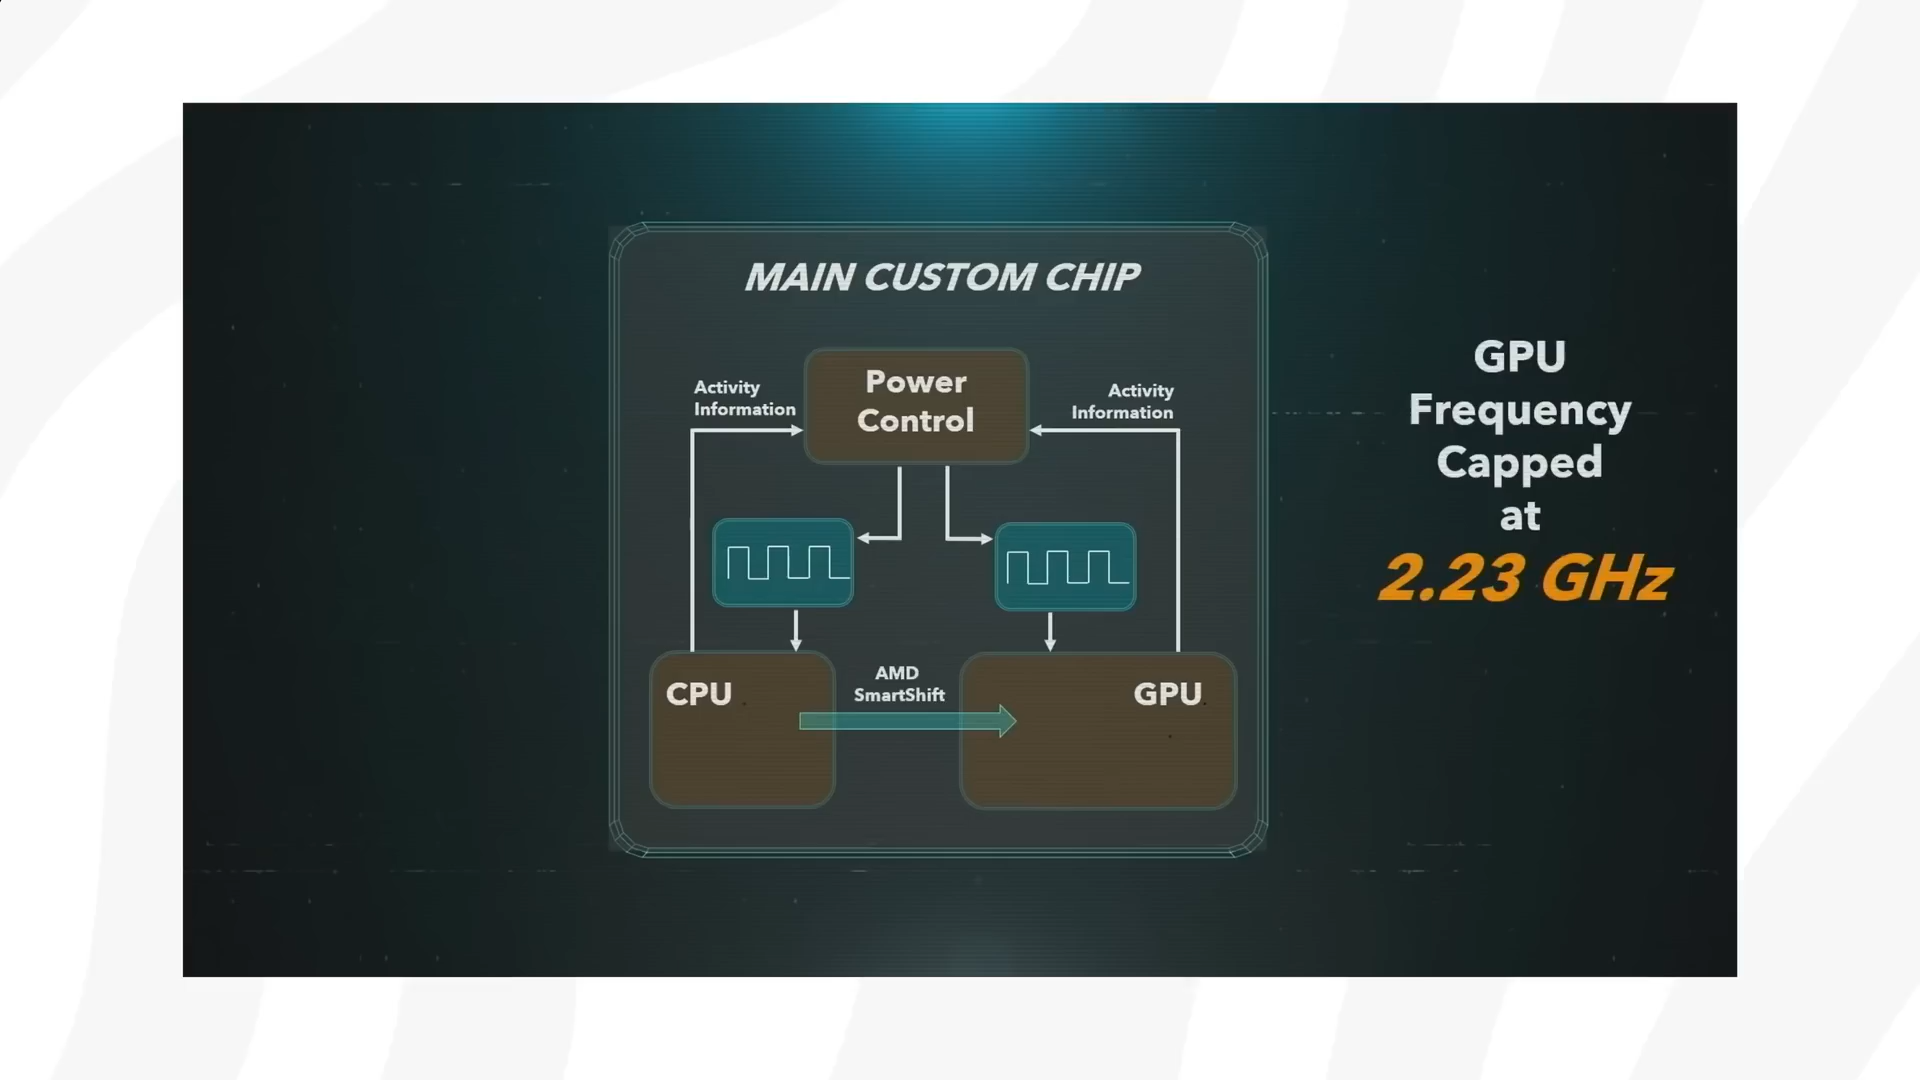 MAIN CUSTOM CHIP
Power
Control
Activity
Information
Activity
Information
CPU
AMD
SmartShift
GPU
GPU
Frequency
Capped
at
2.23 GHz